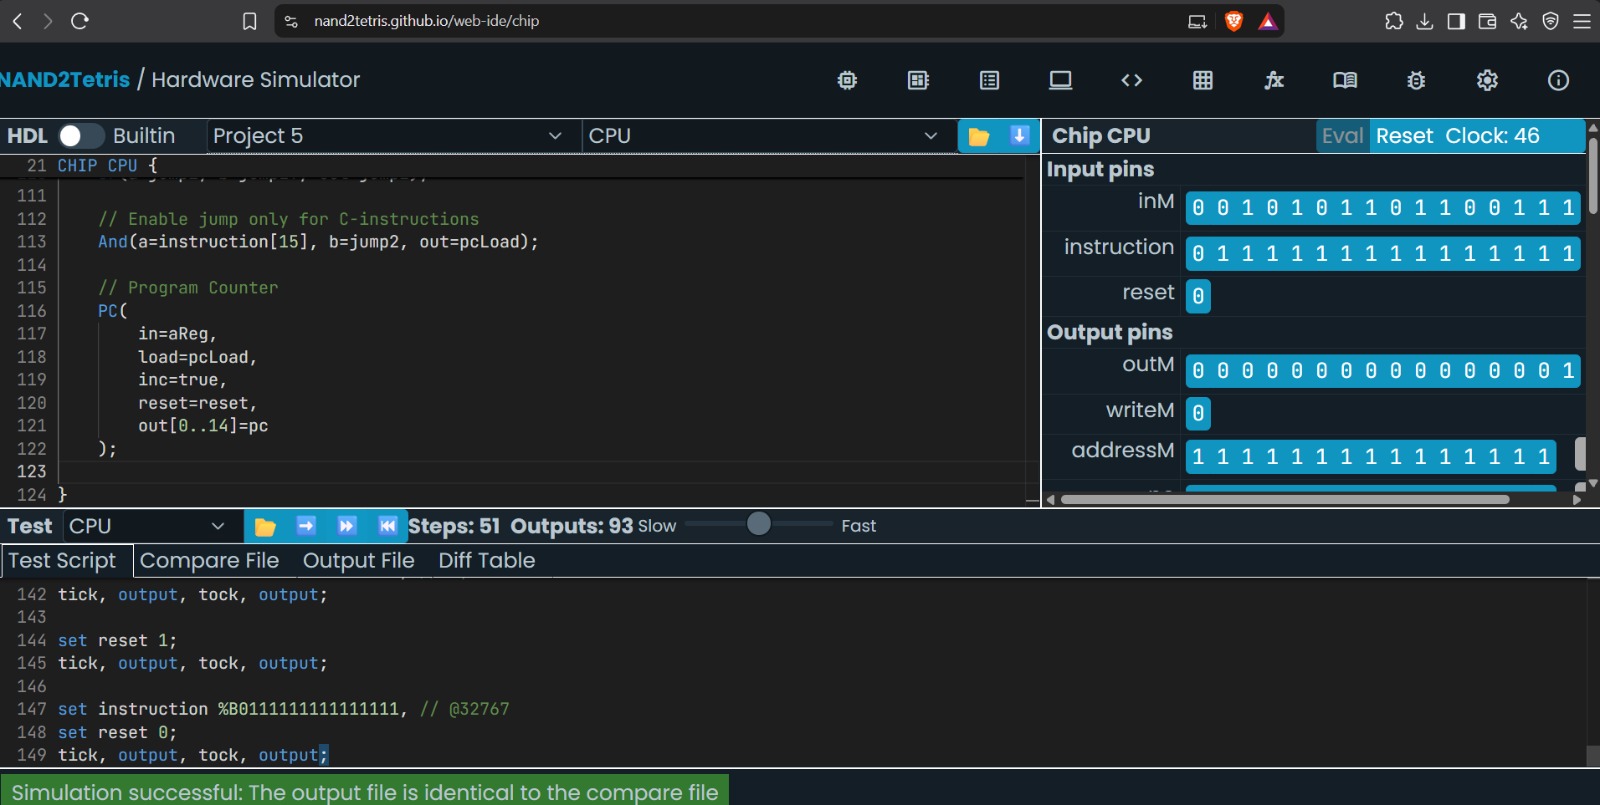 nand2tetris.github.io/web-ide/chip
NAND2Tetris / Hardware Simulator
HDL Builtin Project 5 CPU
21 CHIP CPU {
111
112 // Enable jump only for C-instructions
113 And(a=instruction[15], b=jump2, out=pcLoad);
114
115 // Program Counter
116 PC(
117 in=aReg,
118 load=pcLoad,
119 inc=true,
120 reset=reset,
121 out[0..14]=pc
122 );
123
124 }
Chip CPU Eval Reset Clock: 46
Input pins
inM 0 0 1 0 1 0 1 1 0 1 1 0 0 1 1 1
instruction 0 1 1 1 1 1 1 1 1 1 1 1 1 1 1 1
reset 0
Output pins
outM 0 0 0 0 0 0 0 0 0 0 0 0 0 0 0 1
writeM 0
addressM 1 1 1 1 1 1 1 1 1 1 1 1 1 1 1
Test CPU Steps: 51 Outputs: 93 Slow Fast
Test Script Compare File Output File Diff Table
142 tick, output, tock, output;
143
144 set reset 1;
145 tick, output, tock, output;
146
147 set instruction %B0111111111111111, // @32767
148 set reset 0;
149 tick, output, tock, output;
Simulation successful: The output file is identical to the compare file